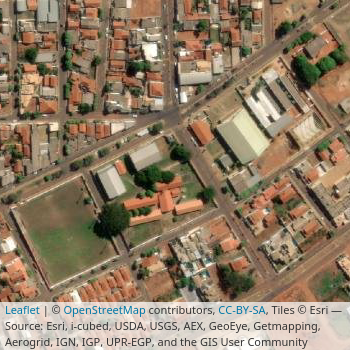 Leaflet | © OpenStreetMap contributors, CC-BY-SA, Tiles © Esri —
Source: Esri, i-cubed, USDA, USGS, AEX, GeoEye, Getmapping,
Aerogrid, IGN, IGP, UPR-EGP, and the GIS User Community